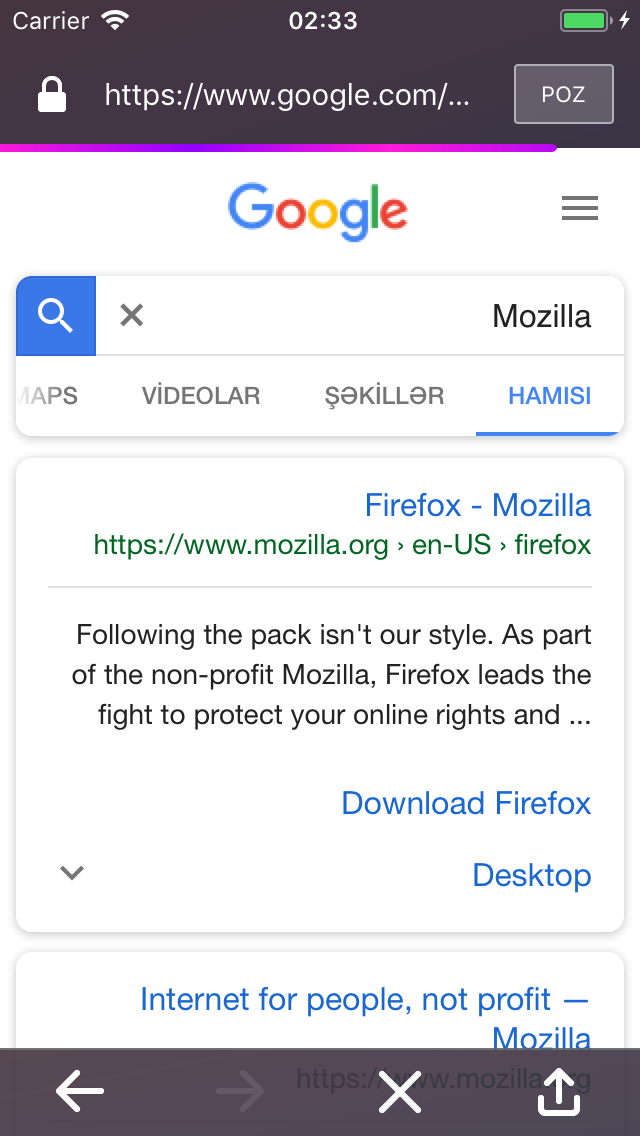 Carrier 02:33
https://www.google.com/... POZ
Google
Mozilla
MAPS VİDEOLAR ŞƏKİLLƏR HAMISI
Firefox - Mozilla
https://www.mozilla.org › en-US › firefox
Following the pack isn't our style. As part
of the non-profit Mozilla, Firefox leads the
fight to protect your online rights and ...
Download Firefox
Desktop
Internet for people, not profit —
Mozilla
https://www.mozilla.org